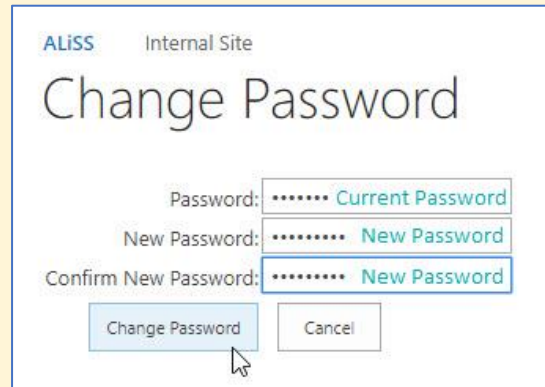 ALiSS Internal Site
Change Password
Password: ••••••• Current Password
New Password: ••••••••• New Password
Confirm New Password: ••••••••• New Password
Change Password Cancel